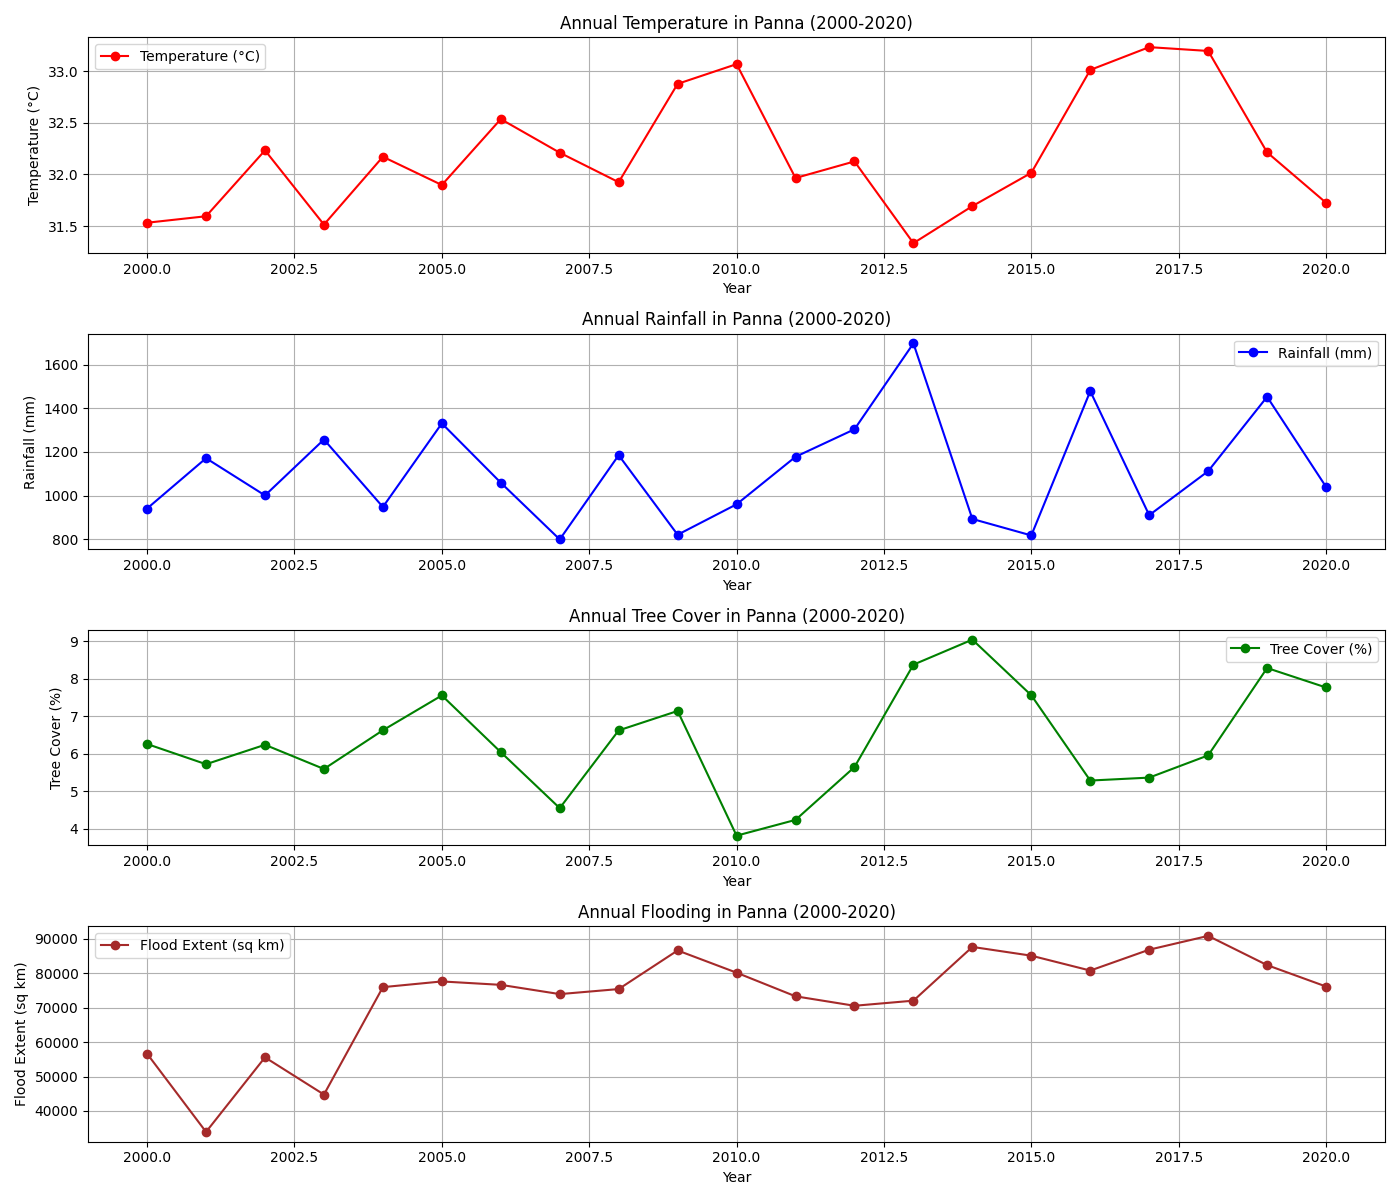 Annual Temperature in Panna (2000-2020)
Temperature (°C)
Temperature (°C)
33.0
32.5
32.0
31.5
2000.0 2002.5 2005.0 2007.5 2010.0 2012.5 2015.0 2017.5 2020.0
Year
Annual Rainfall in Panna (2000-2020)
Rainfall (mm)
Rainfall (mm)
1600
1400
1200
1000
800
2000.0 2002.5 2005.0 2007.5 2010.0 2012.5 2015.0 2017.5 2020.0
Year
Annual Tree Cover in Panna (2000-2020)
Tree Cover (%)
Tree Cover (%)
9
8
7
6
5
4
2000.0 2002.5 2005.0 2007.5 2010.0 2012.5 2015.0 2017.5 2020.0
Year
Annual Flooding in Panna (2000-2020)
Flood Extent (sq km)
Flood Extent (sq km)
90000
80000
70000
60000
50000
40000
2000.0 2002.5 2005.0 2007.5 2010.0 2012.5 2015.0 2017.5 2020.0
Year